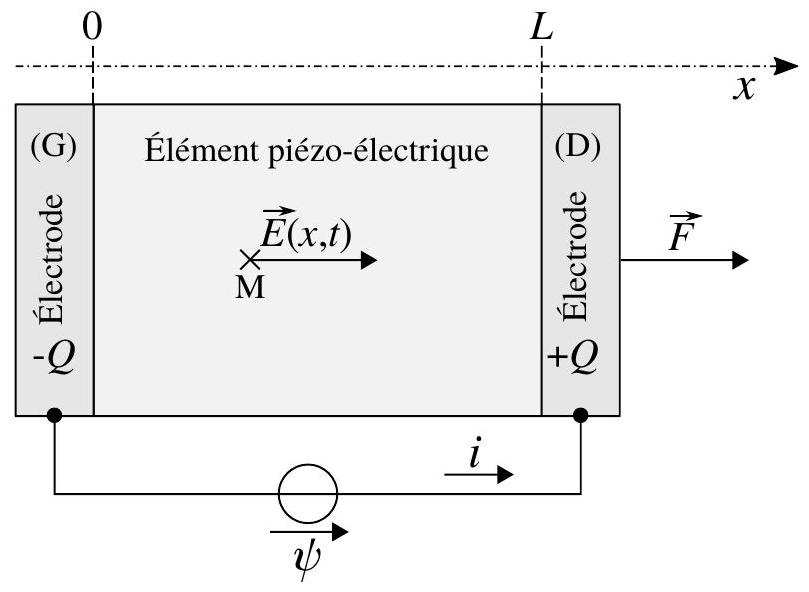 0 L
x
(G) Élément piézo-électrique (D)
Électrode
E(x,t)
M
F
Électrode
-Q +Q
i
ψ